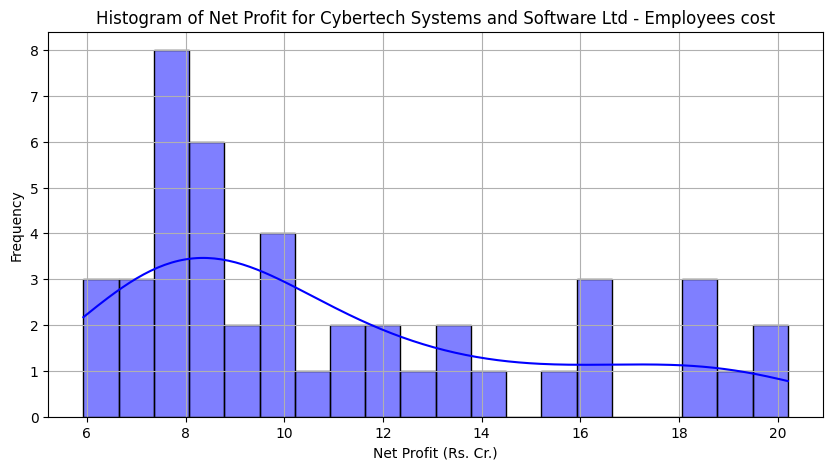 Histogram of Net Profit for Cybertech Systems and Software Ltd - Employees cost
Frequency
8
7
6
5
4
3
2
1
0
6 8 10 12 14 16 18 20
Net Profit (Rs. Cr.)